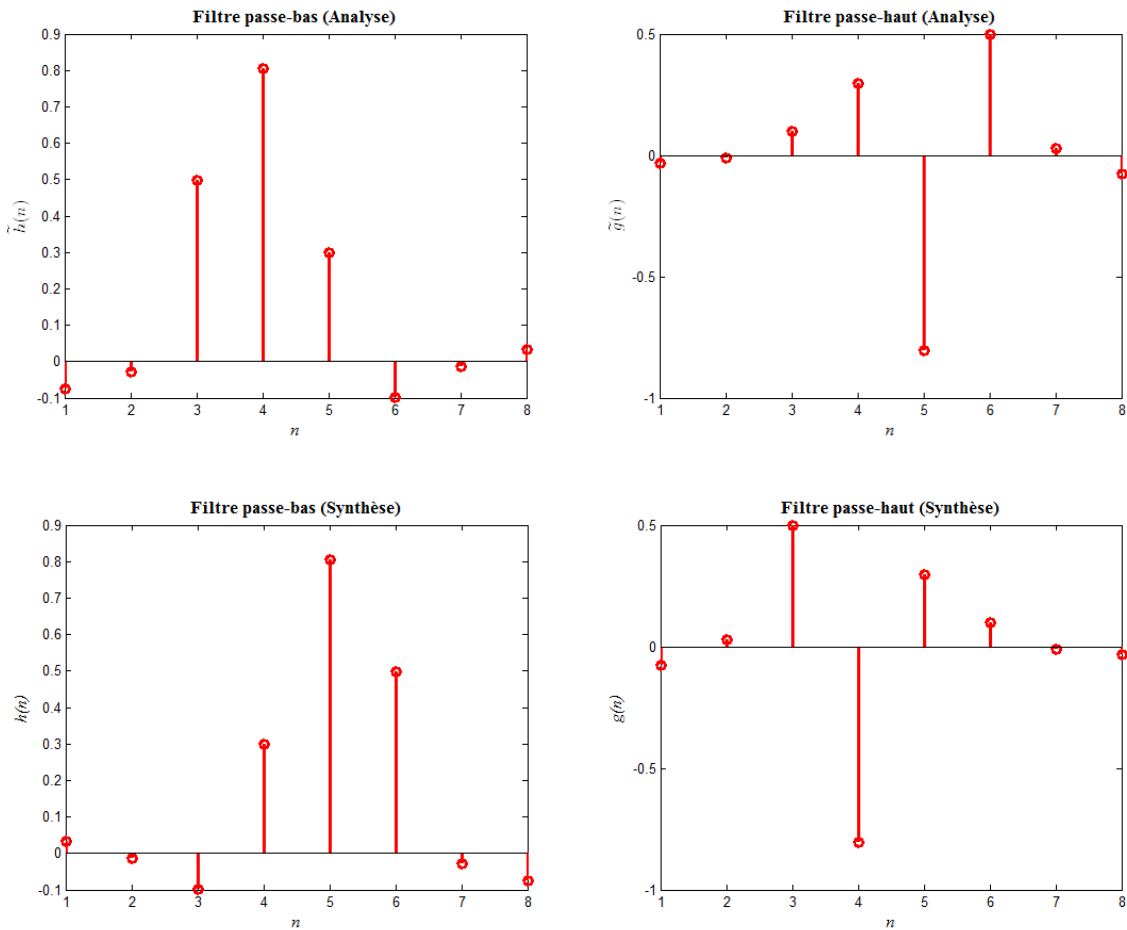 Filtre passe-bas (Analyse)
0.9
0.8
0.7
0.6
0.5
0.4
0.3
0.2
0.1
0
-0.1
1 2 3 4 5 6 7 8
h̃(n)
n
Filtre passe-haut (Analyse)
0.5
0
-0.5
-1
1 2 3 4 5 6 7 8
g̃(n)
n
Filtre passe-bas (Synthèse)
0.9
0.8
0.7
0.6
0.5
0.4
0.3
0.2
0.1
0
-0.1
1 2 3 4 5 6 7 8
h(n)
n
Filtre passe-haut (Synthèse)
0.5
0
-0.5
-1
1 2 3 4 5 6 7 8
g(n)
n